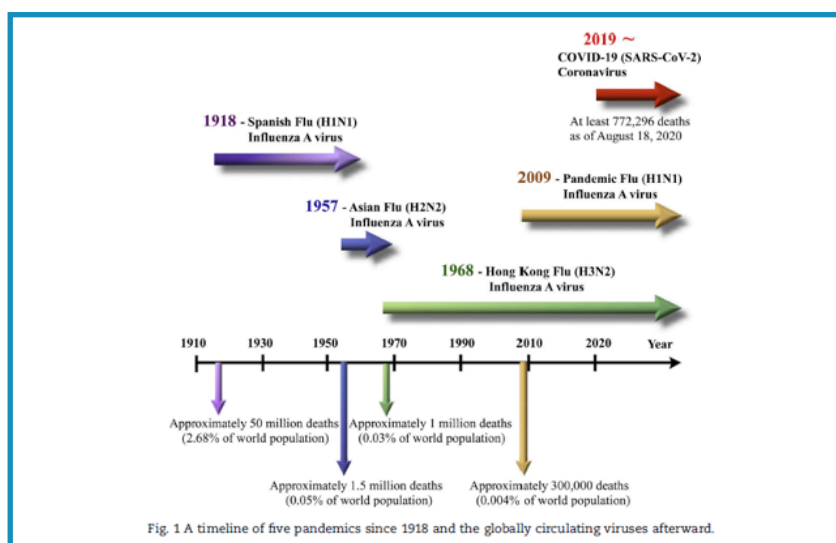 2019 ~
COVID-19 (SARS-CoV-2)
Coronavirus
At least 772,296 deaths
as of August 18, 2020
1918 - Spanish Flu (H1N1)
Influenza A virus
2009 - Pandemic Flu (H1N1)
Influenza A virus
1957 - Asian Flu (H2N2)
Influenza A virus
1968 - Hong Kong Flu (H3N2)
Influenza A virus
1910 1930 1950 1970 1990 2010 2020 Year
Approximately 50 million deaths
(2.68% of world population)
Approximately 1 million deaths
(0.03% of world population)
Approximately 1.5 million deaths
(0.05% of world population)
Approximately 300,000 deaths
(0.004% of world population)
Fig. 1 A timeline of five pandemics since 1918 and the globally circulating viruses afterward.